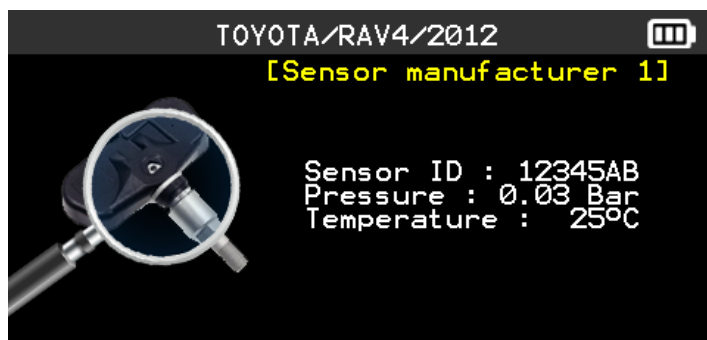 TOYOTA/RAV4/2012
[Sensor manufacturer 1]
Sensor ID : 12345AB
Pressure : 0.03 Bar
Temperature :  25ºC